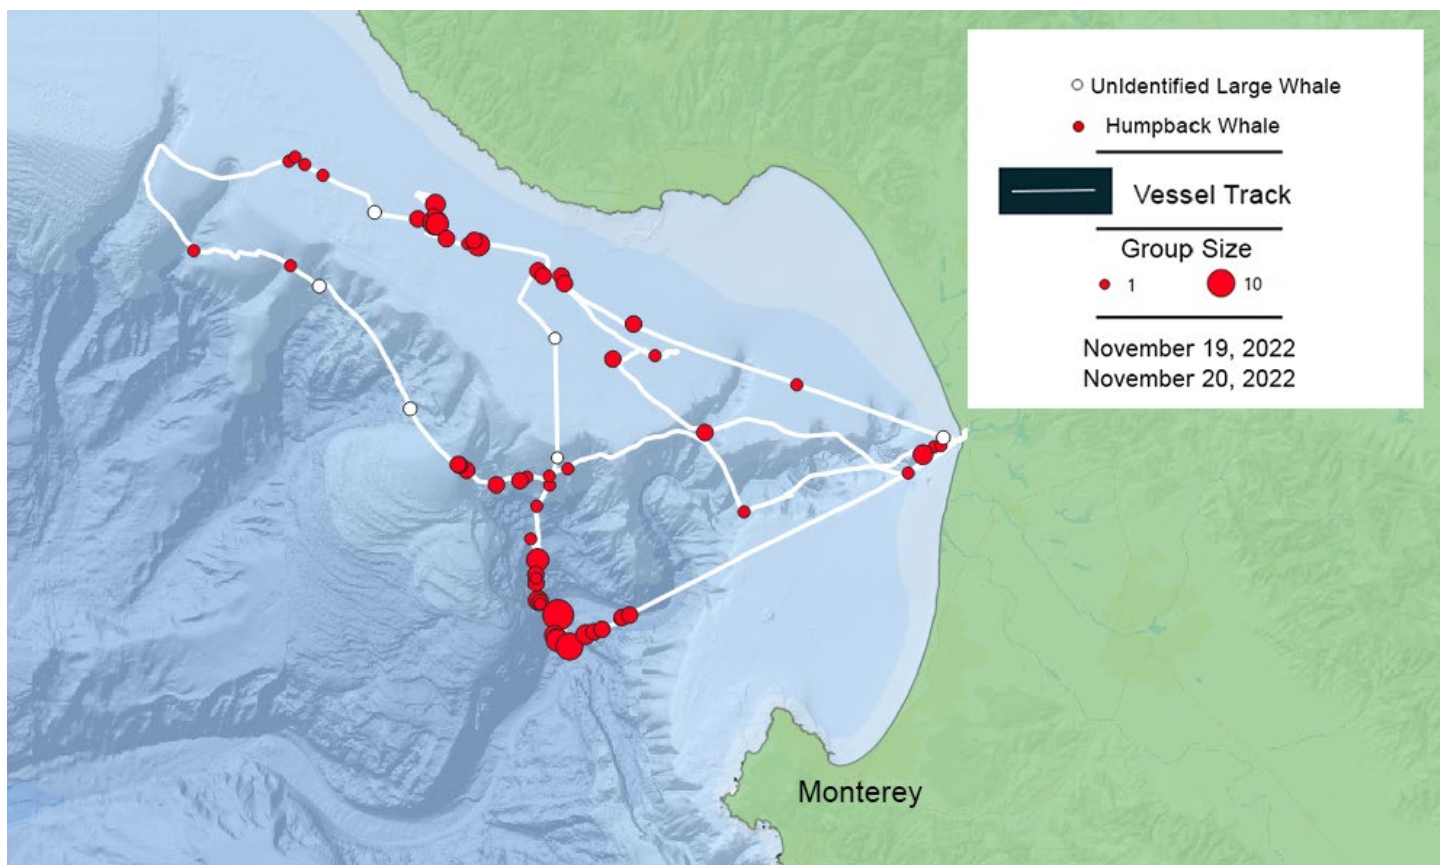 UnIdentified Large Whale
Humpback Whale
Vessel Track
Group Size
1 10
November 19, 2022
November 20, 2022
Monterey